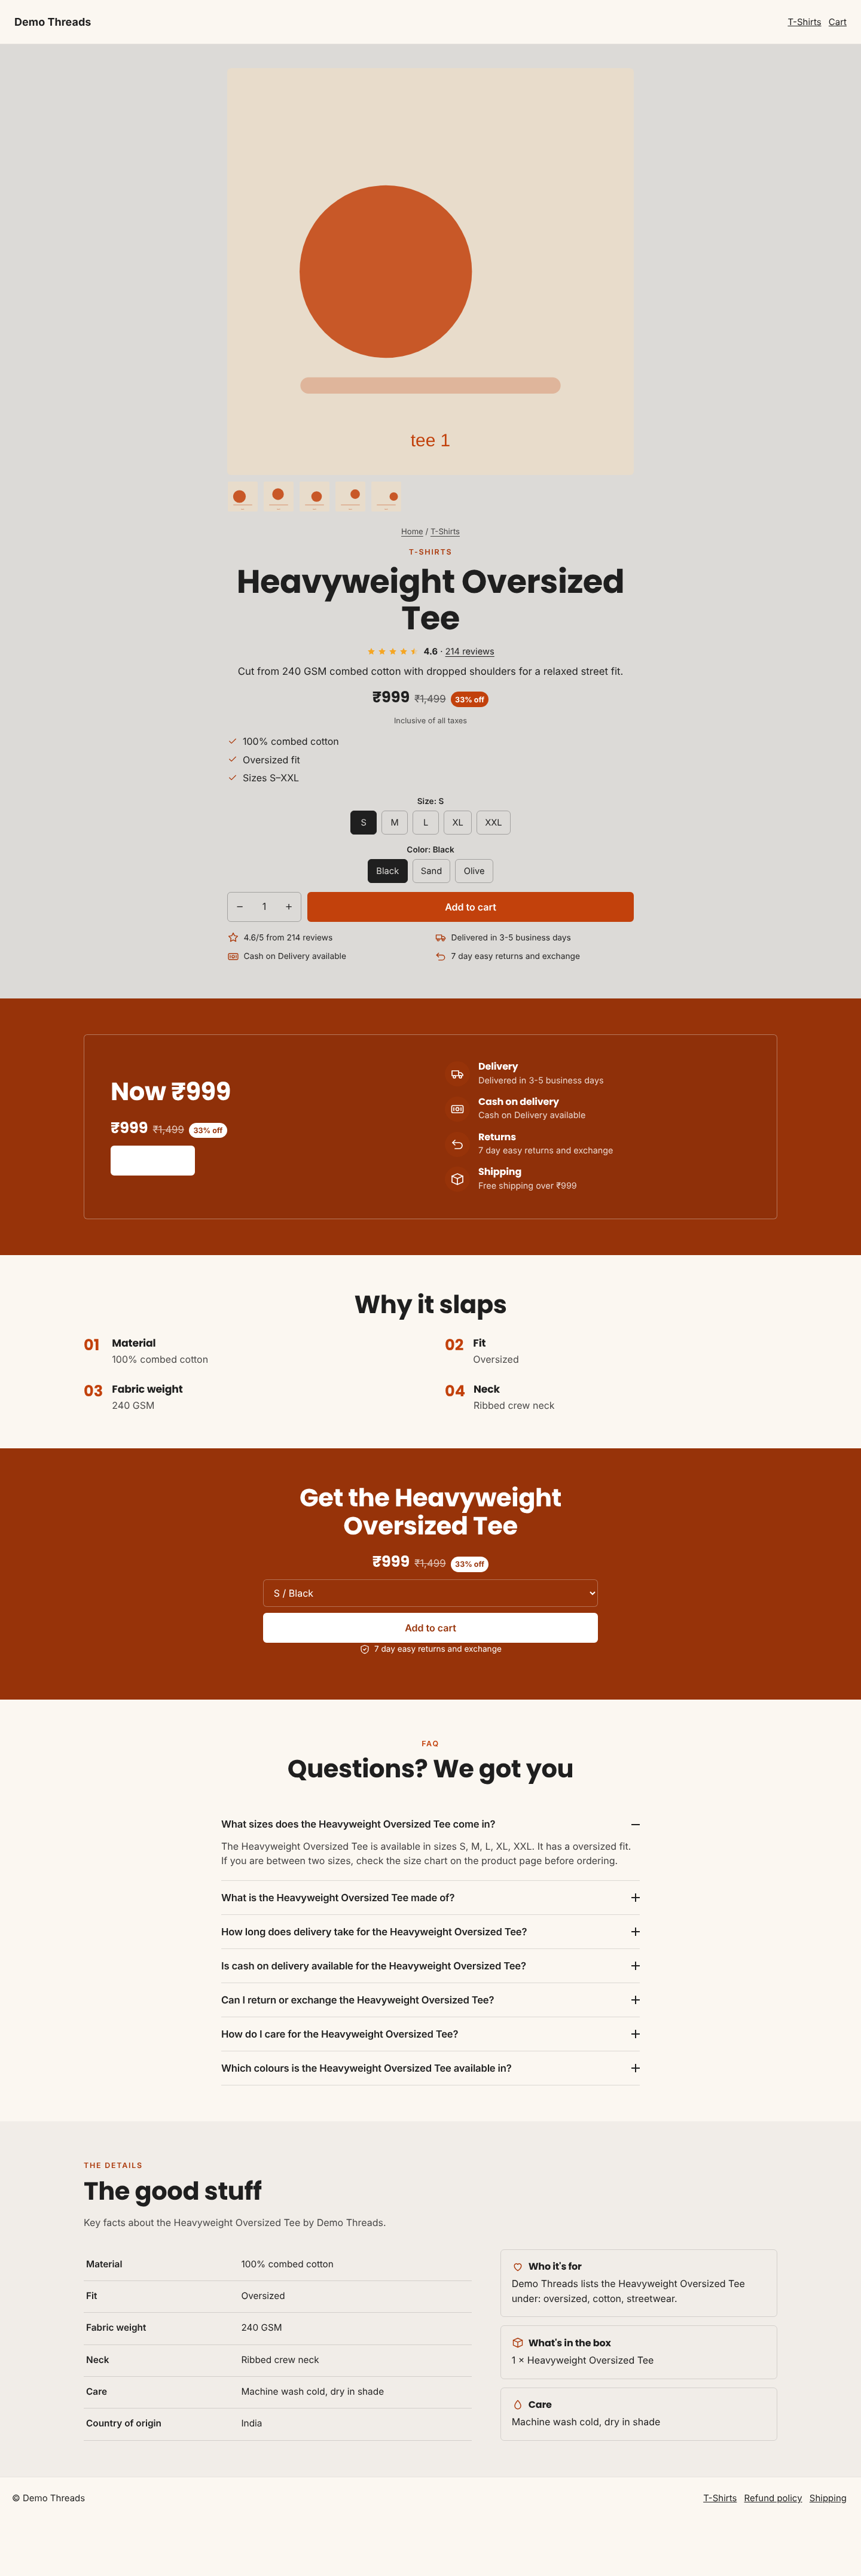 Demo Threads
T-Shirts Cart
tee 1
Home / T-Shirts
T-SHIRTS
Heavyweight Oversized
Tee
4.6 · 214 reviews
Cut from 240 GSM combed cotton with dropped shoulders for a relaxed street fit.
₹999 ₹1,499 33% off
Inclusive of all taxes
100% combed cotton
Oversized fit
Sizes S–XXL
Size: S
S M L XL XXL
Color: Black
Black Sand Olive
− 1 + Add to cart
4.6/5 from 214 reviews
Delivered in 3-5 business days
Cash on Delivery available
7 day easy returns and exchange
Now ₹999
₹999 ₹1,499 33% off
Delivery
Delivered in 3-5 business days
Cash on delivery
Cash on Delivery available
Returns
7 day easy returns and exchange
Shipping
Free shipping over ₹999
Why it slaps
01 Material
100% combed cotton
02 Fit
Oversized
03 Fabric weight
240 GSM
04 Neck
Ribbed crew neck
Get the Heavyweight
Oversized Tee
₹999 ₹1,499 33% off
S / Black
Add to cart
7 day easy returns and exchange
FAQ
Questions? We got you
What sizes does the Heavyweight Oversized Tee come in?
The Heavyweight Oversized Tee is available in sizes S, M, L, XL, XXL. It has a oversized fit.
If you are between two sizes, check the size chart on the product page before ordering.
What is the Heavyweight Oversized Tee made of?
How long does delivery take for the Heavyweight Oversized Tee?
Is cash on delivery available for the Heavyweight Oversized Tee?
Can I return or exchange the Heavyweight Oversized Tee?
How do I care for the Heavyweight Oversized Tee?
Which colours is the Heavyweight Oversized Tee available in?
THE DETAILS
The good stuff
Key facts about the Heavyweight Oversized Tee by Demo Threads.
Material 100% combed cotton
Fit Oversized
Fabric weight 240 GSM
Neck Ribbed crew neck
Care Machine wash cold, dry in shade
Country of origin India
Who it's for
Demo Threads lists the Heavyweight Oversized Tee
under: oversized, cotton, streetwear.
What's in the box
1 × Heavyweight Oversized Tee
Care
Machine wash cold, dry in shade
© Demo Threads
T-Shirts Refund policy Shipping